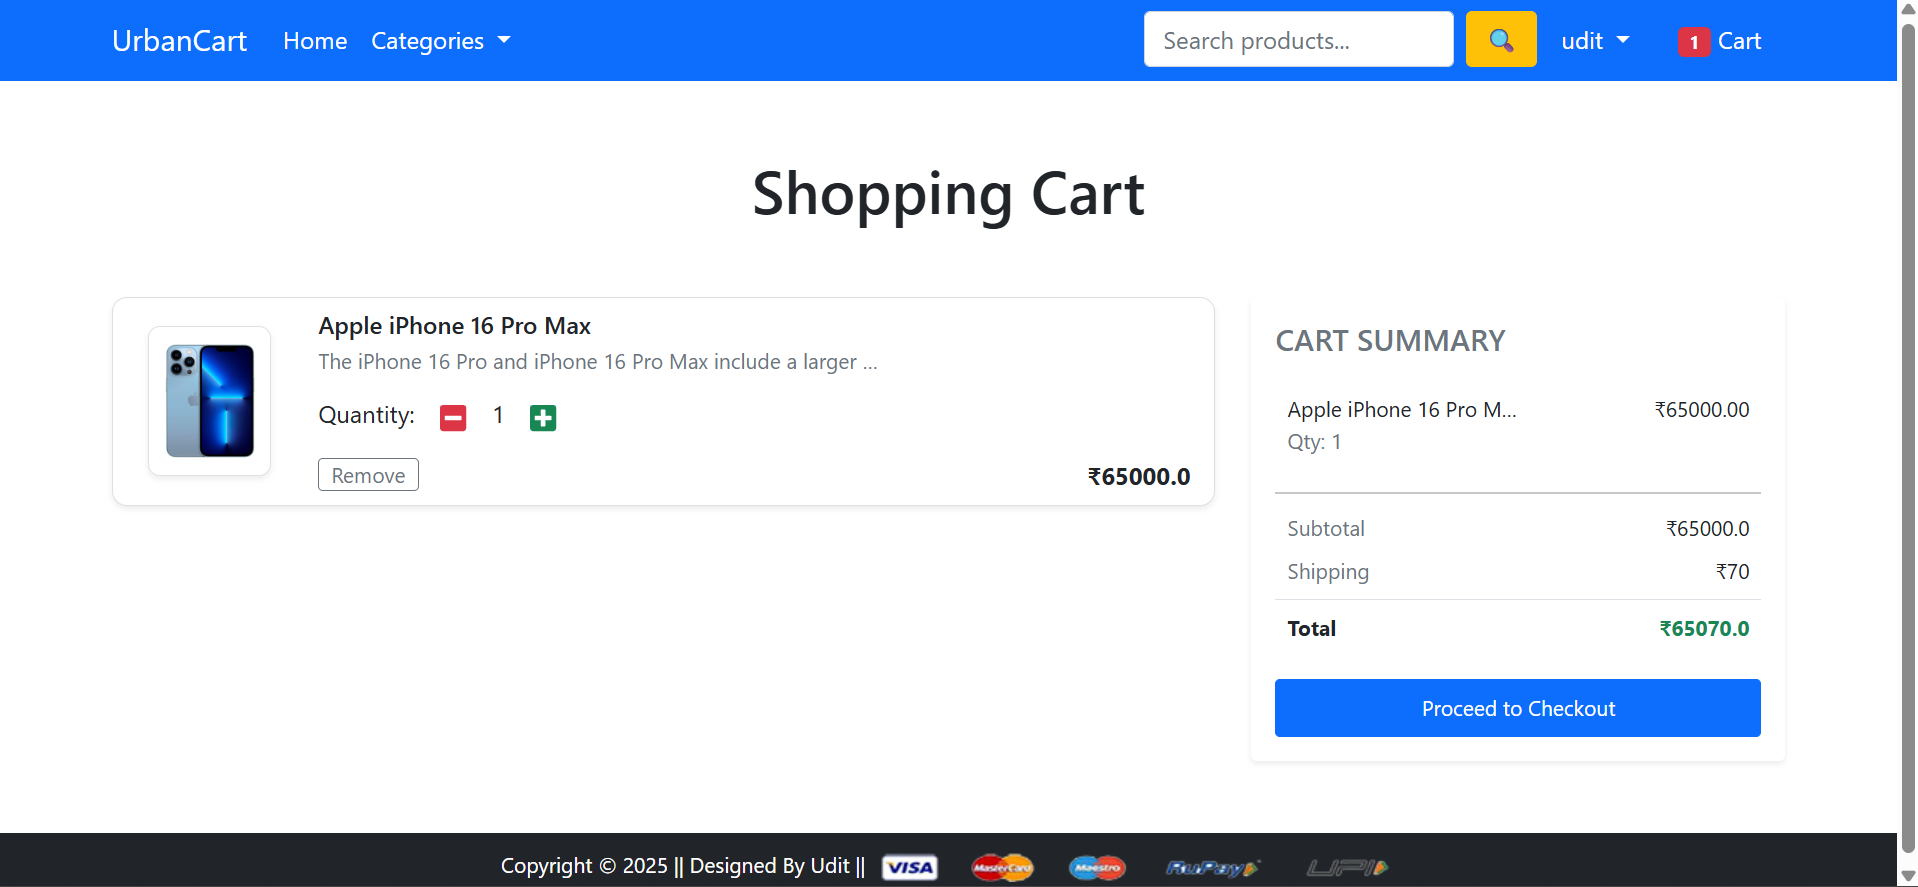 UrbanCart Home Categories Search products... udit 1 Cart
Shopping Cart
Apple iPhone 16 Pro Max
The iPhone 16 Pro and iPhone 16 Pro Max include a larger ...
Quantity: 1
Remove ₹65000.0
CART SUMMARY
Apple iPhone 16 Pro M... ₹65000.00
Qty: 1
Subtotal ₹65000.0
Shipping ₹70
Total ₹65070.0
Proceed to Checkout
Copyright © 2025 || Designed By Udit || VISA MasterCard Maestro RuPay UPI